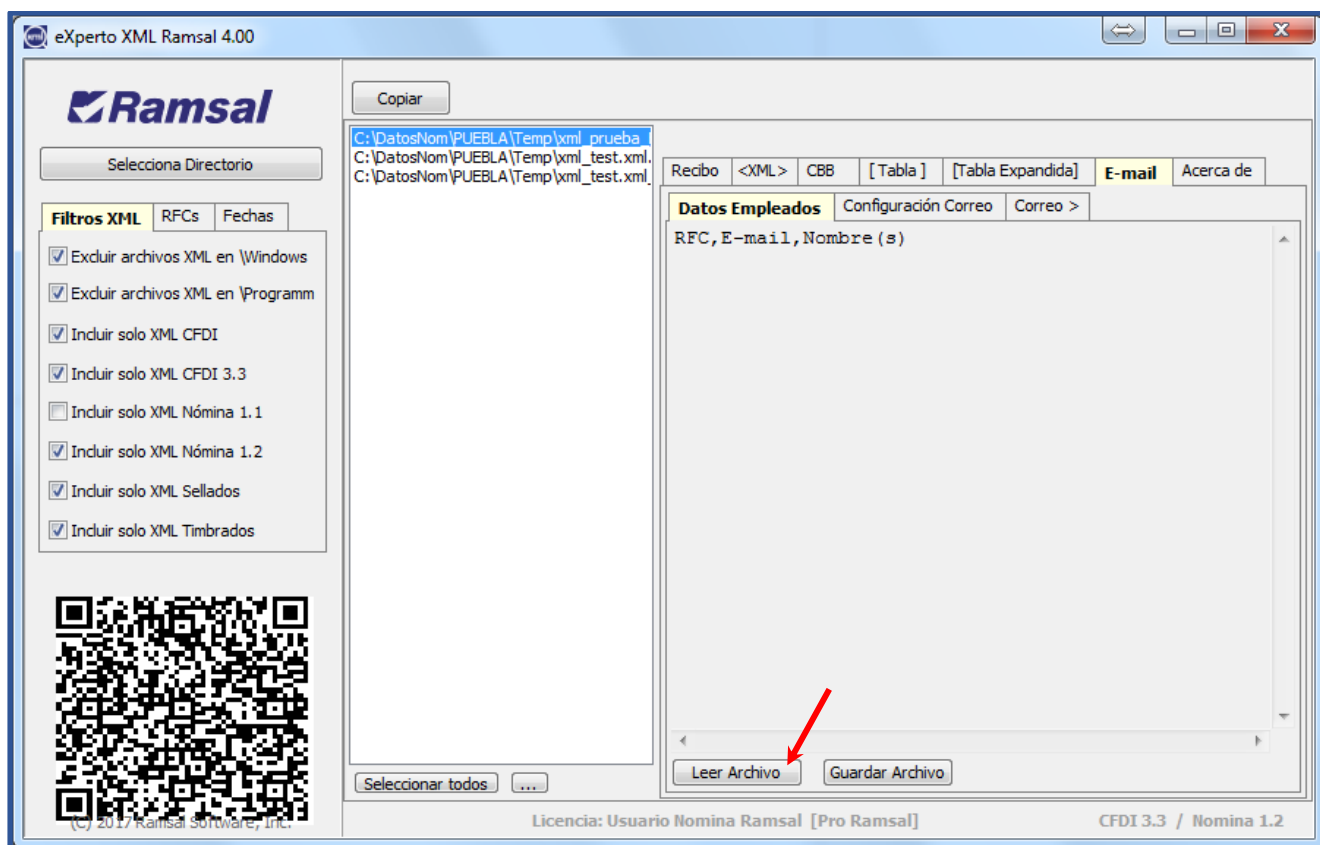 eXperto XML Ramsal 4.00
Ramsal
Selecciona Directorio
Filtros XML RFCs Fechas
Excluir archivos XML en \Windows
Excluir archivos XML en \Programm
Incluir solo XML CFDI
Incluir solo XML CFDI 3.3
Incluir solo XML Nómina 1.1
Incluir solo XML Nómina 1.2
Incluir solo XML Sellados
Incluir solo XML Timbrados
(C) 2017 Ramsal Software, Inc.
Copiar
C:\DatosNom\PUEBLA\Temp\xml_prueba_
C:\DatosNom\PUEBLA\Temp\xml_test.xml.
C:\DatosNom\PUEBLA\Temp\xml_test.xml_
Seleccionar todos ...
Recibo <XML> CBB [ Tabla ] [Tabla Expandida] E-mail Acerca de
Datos Empleados Configuración Correo Correo >
RFC,E-mail,Nombre(s)
Leer Archivo Guardar Archivo
Licencia: Usuario Nomina Ramsal [Pro Ramsal] CFDI 3.3 / Nomina 1.2